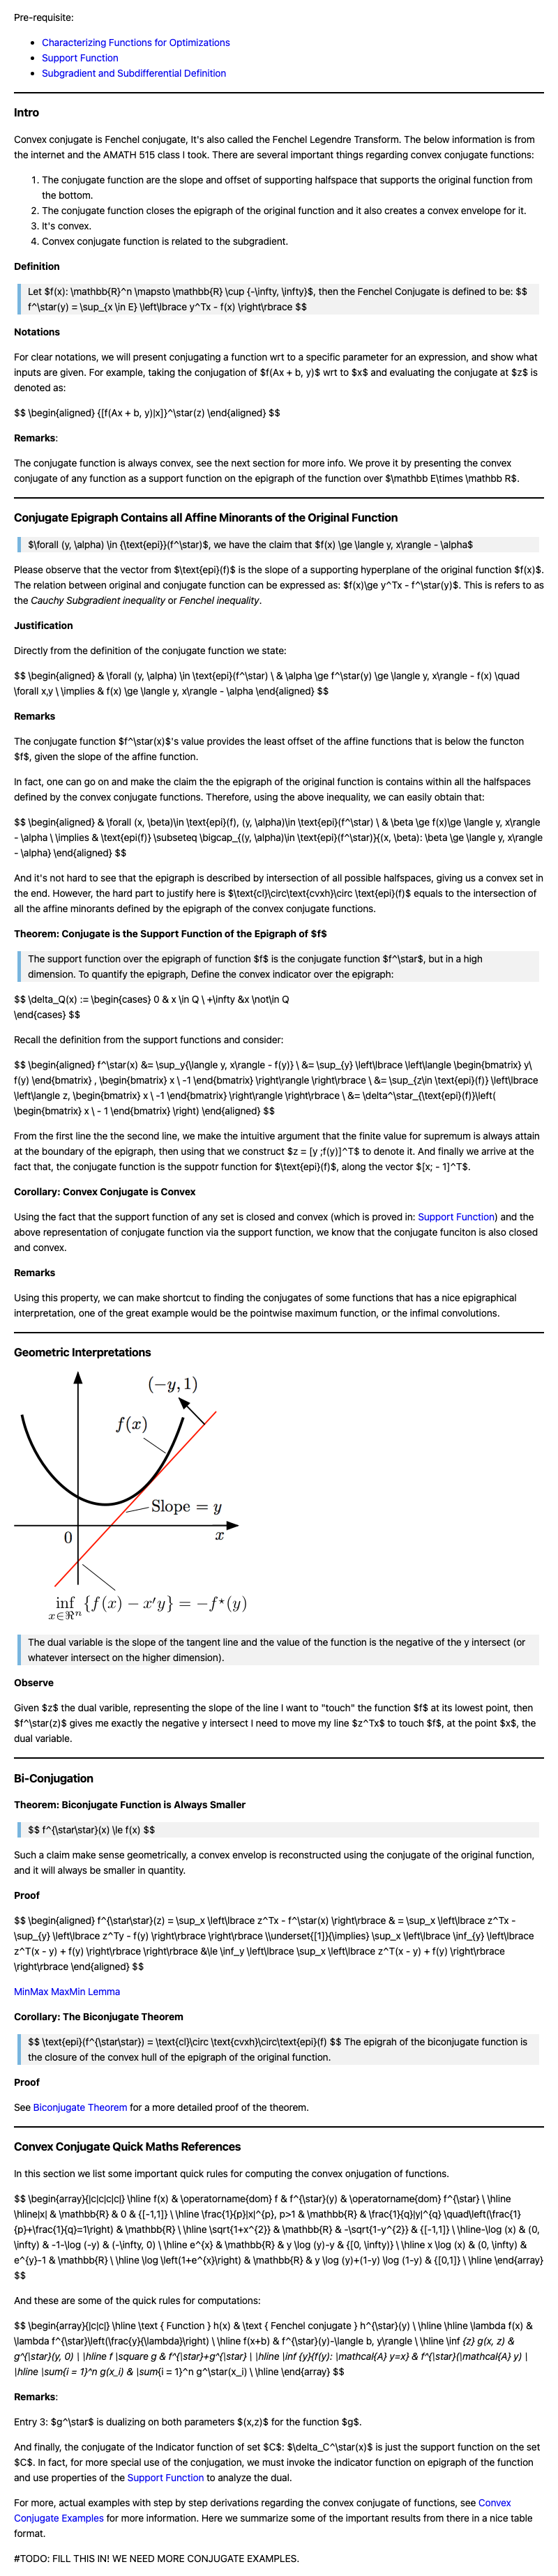 Pre-requisite:
Characterizing Functions for Optimizations
Support Function
Subgradient and Subdifferential Definition
Intro
Convex conjugate is Fenchel conjugate, It's also called the Fenchel Legendre Transform. The below information is from
the internet and the AMATH 515 class I took. There are several important things regarding convex conjugate functions:
1. The conjugate function are the slope and offset of supporting halfspace that supports the original function from
the bottom.
2. The conjugate function closes the epigraph of the original function and it also creates a convex envelope for it.
3. It's convex.
4. Convex conjugate function is related to the subgradient.
Definition
Let $f(x): \mathbb{R}^n \mapsto \mathbb{R} \cup {-\infty, \infty}$, then the Fenchel Conjugate is defined to be: $$
f^\star(y) = \sup_{x \in E} \left\lbrace y^Tx - f(x) \right\rbrace $$
Notations
For clear notations, we will present conjugating a function wrt to a specific parameter for an expression, and show what
inputs are given. For example, taking the conjugation of $f(Ax + b, y)$ wrt to $x$ and evaluating the conjugate at $z$ is
denoted as:
$$ \begin{aligned} {[f(Ax + b, y)|x]}^\star(z) \end{aligned} $$
Remarks:
The conjugate function is always convex, see the next section for more info. We prove it by presenting the convex
conjugate of any function as a support function on the epigraph of the function over $\mathbb E\times \mathbb R$.
Conjugate Epigraph Contains all Affine Minorants of the Original Function
$\forall (y, \alpha) \in {\text{epi}}(f^\star)$, we have the claim that $f(x) \ge \langle y, x\rangle - \alpha$
Please observe that the vector from $\text{epi}(f)$ is the slope of a supporting hyperplane of the original function $f(x)$.
The relation between original and conjugate function can be expressed as: $f(x)\ge y^Tx - f^\star(y)$. This is refers to as
the Cauchy Subgradient inequality or Fenchel inequality.
Justification
Directly from the definition of the conjugate function we state:
$$ \begin{aligned} & \forall (y, \alpha) \in \text{epi}(f^\star) \ & \alpha \ge f^\star(y) \ge \langle y, x\rangle - f(x) \quad
\forall x,y \ \implies & f(x) \ge \langle y, x\rangle - \alpha \end{aligned} $$
Remarks
The conjugate function $f^\star(x)$'s value provides the least offset of the affine functions that is below the functon
$f$, given the slope of the affine function.
In fact, one can go on and make the claim the the epigraph of the original function is contains within all the halfspaces
defined by the convex conjugate functions. Therefore, using the above inequality, we can easily obtain that:
$$ \begin{aligned} & \forall (x, \beta)\in \text{epi}(f), (y, \alpha)\in \text{epi}(f^\star) \ & \beta \ge f(x)\ge \langle y, x\rangle
- \alpha \ \implies & \text{epi(f)} \subseteq \bigcap_{(y, \alpha)\in \text{epi}(f^\star)}{(x, \beta): \beta \ge \langle y, x\rangle
- \alpha} \end{aligned} $$
And it's not hard to see that the epigraph is described by intersection of all possible halfspaces, giving us a convex set in
the end. However, the hard part to justify here is $\text{cl}\circ\text{cvxh}\circ \text{epi}(f)$ equals to the intersection of
all the affine minorants defined by the epigraph of the convex conjugate functions.
Theorem: Conjugate is the Support Function of the Epigraph of $f$
The support function over the epigraph of function $f$ is the conjugate function $f^\star$, but in a high
dimension. To quantify the epigraph, Define the convex indicator over the epigraph:
$$ \delta_Q(x) := \begin{cases} 0 & x \in Q \ +\infty &x \not\in Q
\end{cases} $$
Recall the definition from the support functions and consider:
$$ \begin{aligned} f^\star(x) &= \sup_y{\langle y, x\rangle - f(y)} \ &= \sup_{y} \left\lbrace \left\langle \begin{bmatrix} y\
f(y) \end{bmatrix} , \begin{bmatrix} x \ -1 \end{bmatrix} \right\rangle \right\rbrace \ &= \sup_{z\in \text{epi}(f)} \left\lbrace
\left\langle z, \begin{bmatrix} x \ -1 \end{bmatrix} \right\rangle \right\rbrace \ &= \delta^\star_{\text{epi}(f)}\left(
\begin{bmatrix} x \ - 1 \end{bmatrix} \right) \end{aligned} $$
From the first line the the second line, we make the intuitive argument that the finite value for supremum is always attain
at the boundary of the epigraph, then using that we construct $z = [y ;f(y)]^T$ to denote it. And finally we arrive at the
fact that, the conjugate function is the suppotr function for $\text{epi}(f)$, along the vector $[x; - 1]^T$.
Corollary: Convex Conjugate is Convex
Using the fact that the support function of any set is closed and convex (which is proved in: Support Function) and the
above representation of conjugate function via the support function, we know that the conjugate funciton is also closed
and convex.
Remarks
Using this property, we can make shortcut to finding the conjugates of some functions that has a nice epigraphical
interpretation, one of the great example would be the pointwise maximum function, or the infimal convolutions.
Geometric Interpretations
(−y, 1)
f(x)
Slope = y
0
x
inf {f(x) − x′y} = −f⋆(y)
x∈ℜⁿ
The dual variable is the slope of the tangent line and the value of the function is the negative of the y intersect (or
whatever intersect on the higher dimension).
Observe
Given $z$ the dual varible, representing the slope of the line I want to "touch" the function $f$ at its lowest point, then
$f^\star(z)$ gives me exactly the negative y intersect I need to move my line $z^Tx$ to touch $f$, at the point $x$, the
dual variable.
Bi-Conjugation
Theorem: Biconjugate Function is Always Smaller
$$ f^{\star\star}(x) \le f(x) $$
Such a claim make sense geometrically, a convex envelop is reconstructed using the conjugate of the original function,
and it will always be smaller in quantity.
Proof
$$ \begin{aligned} f^{\star\star}(z) = \sup_x \left\lbrace z^Tx - f^\star(x) \right\rbrace & = \sup_x \left\lbrace z^Tx -
\sup_{y} \left\lbrace z^Ty - f(y) \right\rbrace \right\rbrace \\underset{[1]}{\implies} \sup_x \left\lbrace \inf_{y} \left\lbrace
z^T(x - y) + f(y) \right\rbrace \right\rbrace &\le \inf_y \left\lbrace \sup_x \left\lbrace z^T(x - y) + f(y) \right\rbrace
\right\rbrace \end{aligned} $$
MinMax MaxMin Lemma
Corollary: The Biconjugate Theorem
$$ \text{epi}(f^{\star\star}) = \text{cl}\circ \text{cvxh}\circ\text{epi}(f) $$ The epigrah of the biconjugate function is
the closure of the convex hull of the epigraph of the original function.
Proof
See Biconjugate Theorem for a more detailed proof of the theorem.
Convex Conjugate Quick Maths References
In this section we list some important quick rules for computing the convex onjugation of functions.
$$ \begin{array}{|c|c|c|c|} \hline f(x) & \operatorname{dom} f & f^{\star}(y) & \operatorname{dom} f^{\star} \ \hline
\hline|x| & \mathbb{R} & 0 & {[-1,1]} \ \hline \frac{1}{p}|x|^{p}, p>1 & \mathbb{R} & \frac{1}{q}|y|^{q} \quad\left(\frac{1}
{p}+\frac{1}{q}=1\right) & \mathbb{R} \ \hline \sqrt{1+x^{2}} & \mathbb{R} & -\sqrt{1-y^{2}} & {[-1,1]} \ \hline-\log (x) & (0,
\infty) & -1-\log (-y) & (-\infty, 0) \ \hline e^{x} & \mathbb{R} & y \log (y)-y & {[0, \infty)} \ \hline x \log (x) & (0, \infty) &
e^{y}-1 & \mathbb{R} \ \hline \log \left(1+e^{x}\right) & \mathbb{R} & y \log (y)+(1-y) \log (1-y) & {[0,1]} \ \hline \end{array}
$$
And these are some of the quick rules for computations:
$$ \begin{array}{|c|c|} \hline \text { Function } h(x) & \text { Fenchel conjugate } h^{\star}(y) \ \hline \hline \lambda f(x) &
\lambda f^{\star}\left(\frac{y}{\lambda}\right) \ \hline f(x+b) & f^{\star}(y)-\langle b, y\rangle \ \hline \inf {z} g(x, z) &
g^{\star}(y, 0) | |hline f |square g & f^{\star}+g^{\star} | |hline |inf {y}{f(y): |mathcal{A} y=x} & f^{\star}(|mathcal{A} y) |
|hline |sum{i = 1}^n g(x_i) & |sum{i = 1}^n g^\star(x_i) \ \hline \end{array} $$
Remarks:
Entry 3: $g^\star$ is dualizing on both parameters $(x,z)$ for the function $g$.
And finally, the conjugate of the Indicator function of set $C$: $\delta_C^\star(x)$ is just the support function on the set
$C$. In fact, for more special use of the conjugation, we must invoke the indicator function on epigraph of the function
and use properties of the Support Function to analyze the dual.
For more, actual examples with step by step derivations regarding the convex conjugate of functions, see Convex
Conjugate Examples for more information. Here we summarize some of the important results from there in a nice table
format.
#TODO: FILL THIS IN! WE NEED MORE CONJUGATE EXAMPLES.